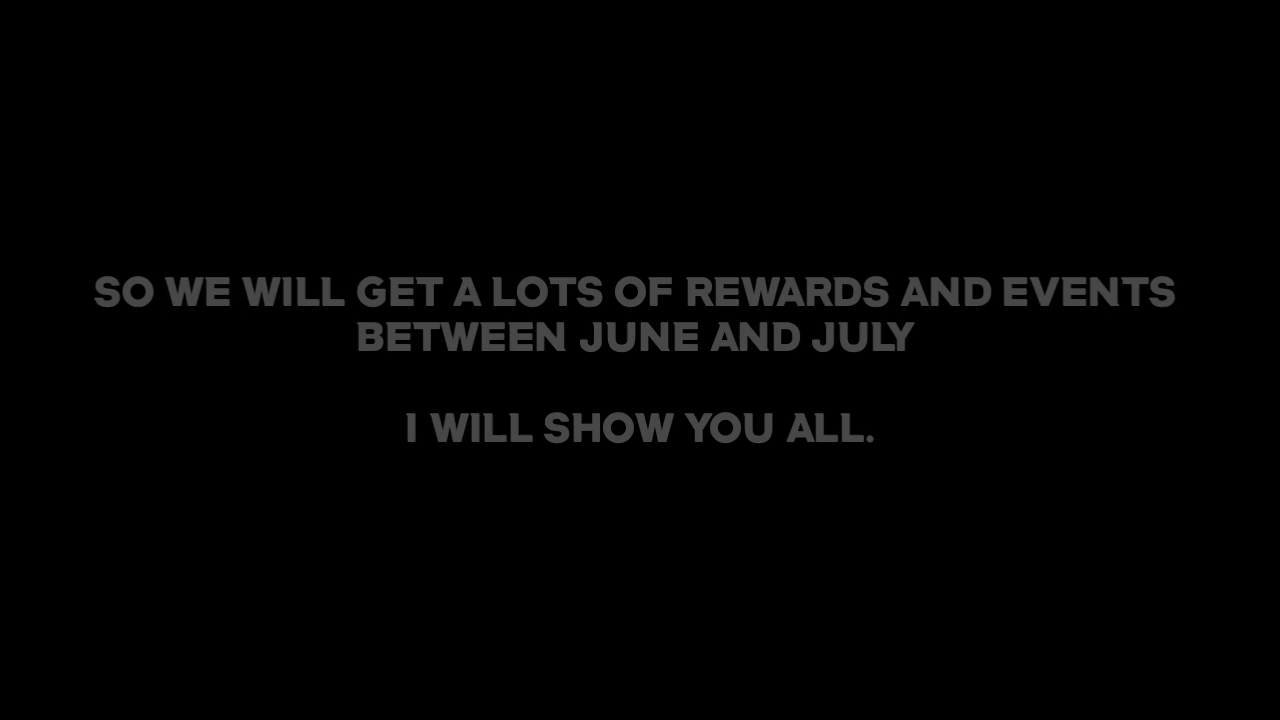 SO WE WILL GET A LOTS OF REWARDS AND EVENTS
BETWEEN JUNE AND JULY
I WILL SHOW YOU ALL.